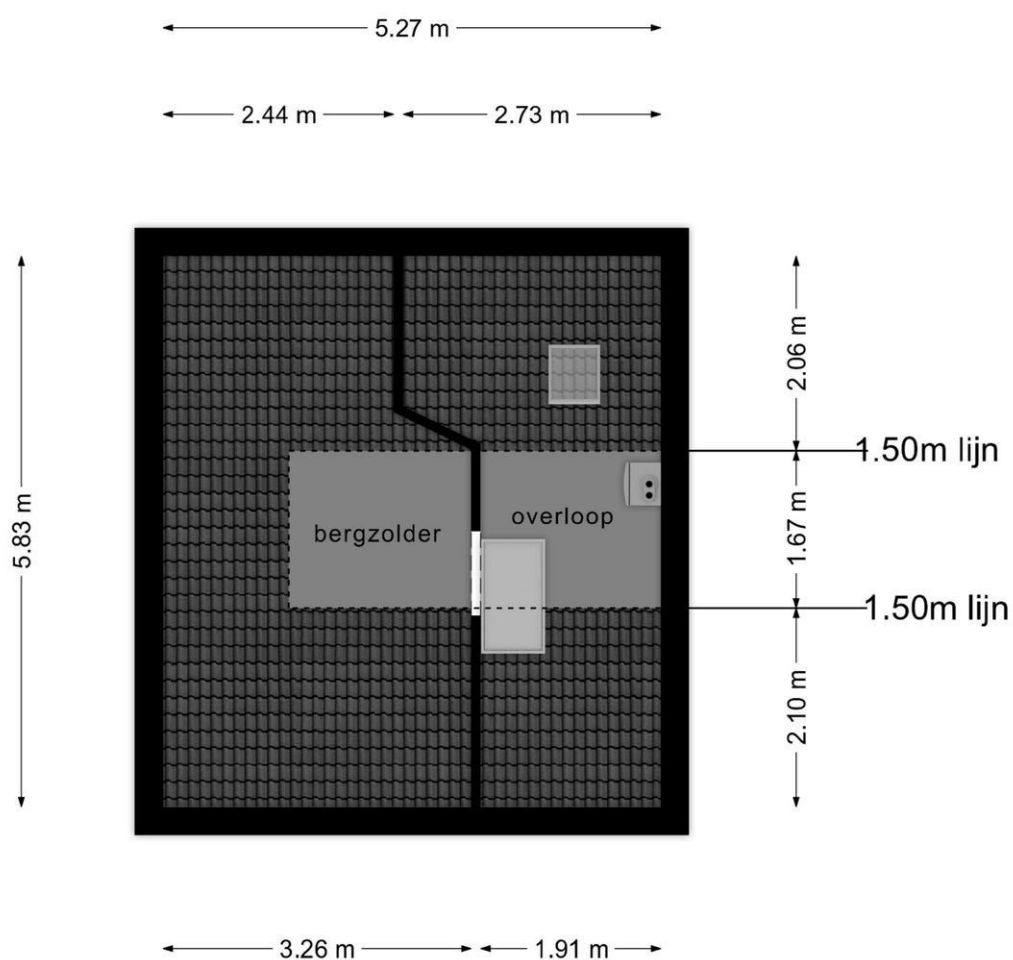 5.27 m
2.44 m
2.73 m
2.06 m
1.50m lijn
5.83 m
1.67 m
overloop
bergzolder
1.50m lijn
2.10 m
3.26 m
1.91 m